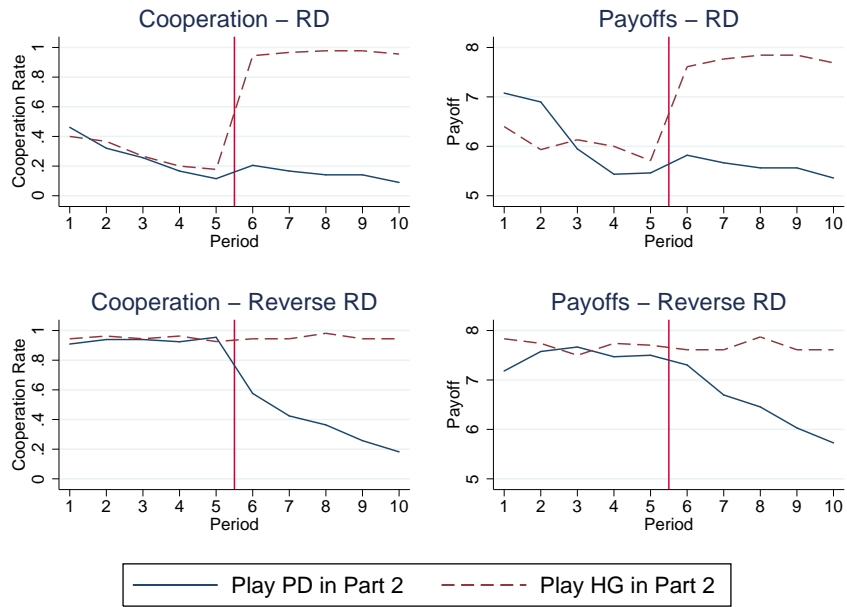 Cooperation – RD
Cooperation Rate
0 .2 .4 .6 .8 1
1 2 3 4 5 6 7 8 9 10
Period
Payoffs – RD
Payoff
5 6 7 8
1 2 3 4 5 6 7 8 9 10
Period
Cooperation – Reverse RD
Cooperation Rate
0 .2 .4 .6 .8 1
1 2 3 4 5 6 7 8 9 10
Period
Payoffs – Reverse RD
Payoff
5 6 7 8
1 2 3 4 5 6 7 8 9 10
Period
Play PD in Part 2 Play HG in Part 2